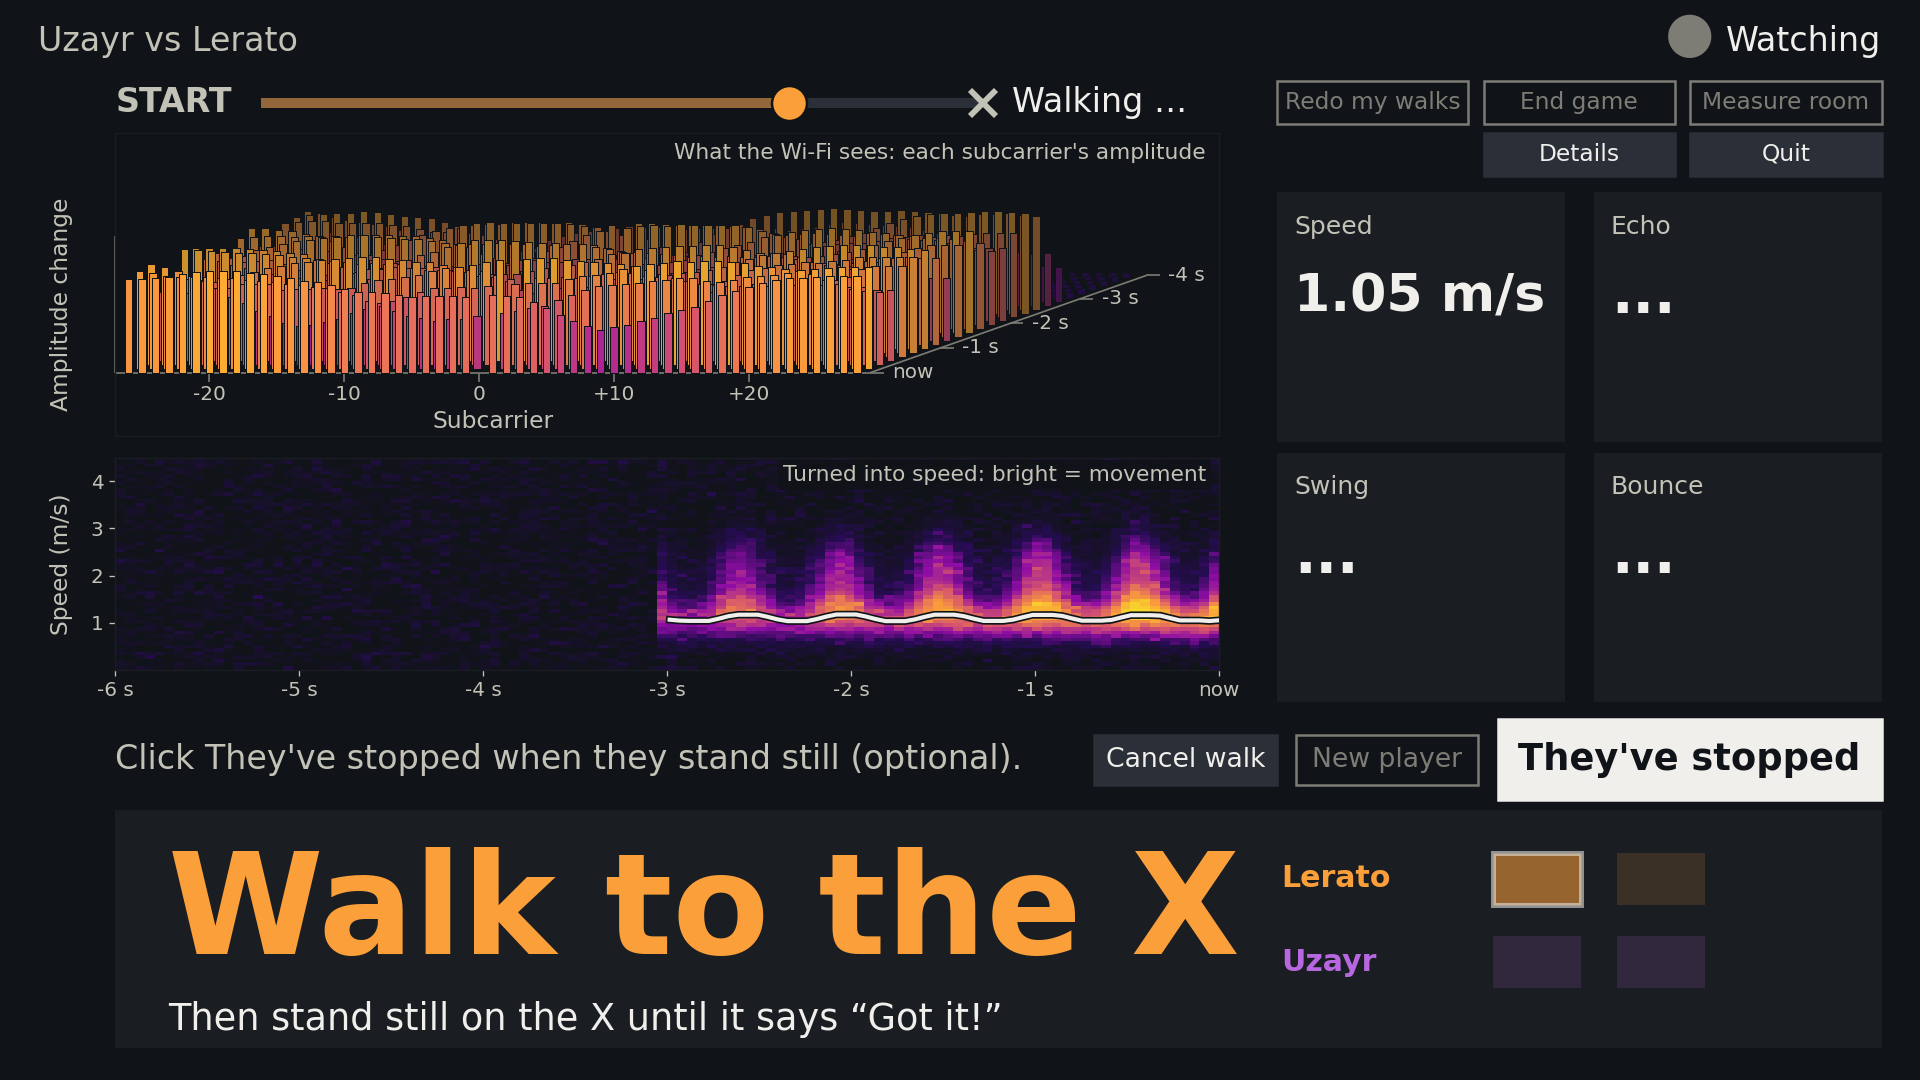 Uzayr vs Lerato
Watching
START
Walking ...
Redo my walks
End game
Measure room
Details
Quit
What the Wi-Fi sees: each subcarrier's amplitude
Amplitude change
-4 s
-3 s
-2 s
-1 s
now
-20
-10
0
+10
+20
Subcarrier
Speed
1.05 m/s
Echo
...
Turned into speed: bright = movement
Speed (m/s)
4
3
2
1
-6 s
-5 s
-4 s
-3 s
-2 s
-1 s
now
Swing
...
Bounce
...
Click They've stopped when they stand still (optional).
Cancel walk
New player
They've stopped
Walk to the X
Then stand still on the X until it says “Got it!”
Lerato
Uzayr